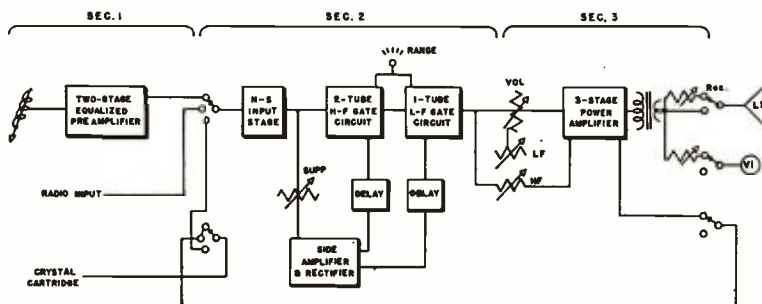 SEC. 1
SEC. 2
SEC. 3
RANGE
VOL
TWO-STAGE
EQUALIZED
PREAMPLIFIER
N-S
INPUT
STAGE
2-TUBE
H-F GATE
CIRCUIT
1-TUBE
L-F GATE
CIRCUIT
3-STAGE
POWER
AMPLIFIER
LF
HF
SUPP
DELAY
DELAY
VI
RADIO INPUT
SIDE
AMPLIFIER
& RECTIFIER
CRYSTAL
CARTRIDGE